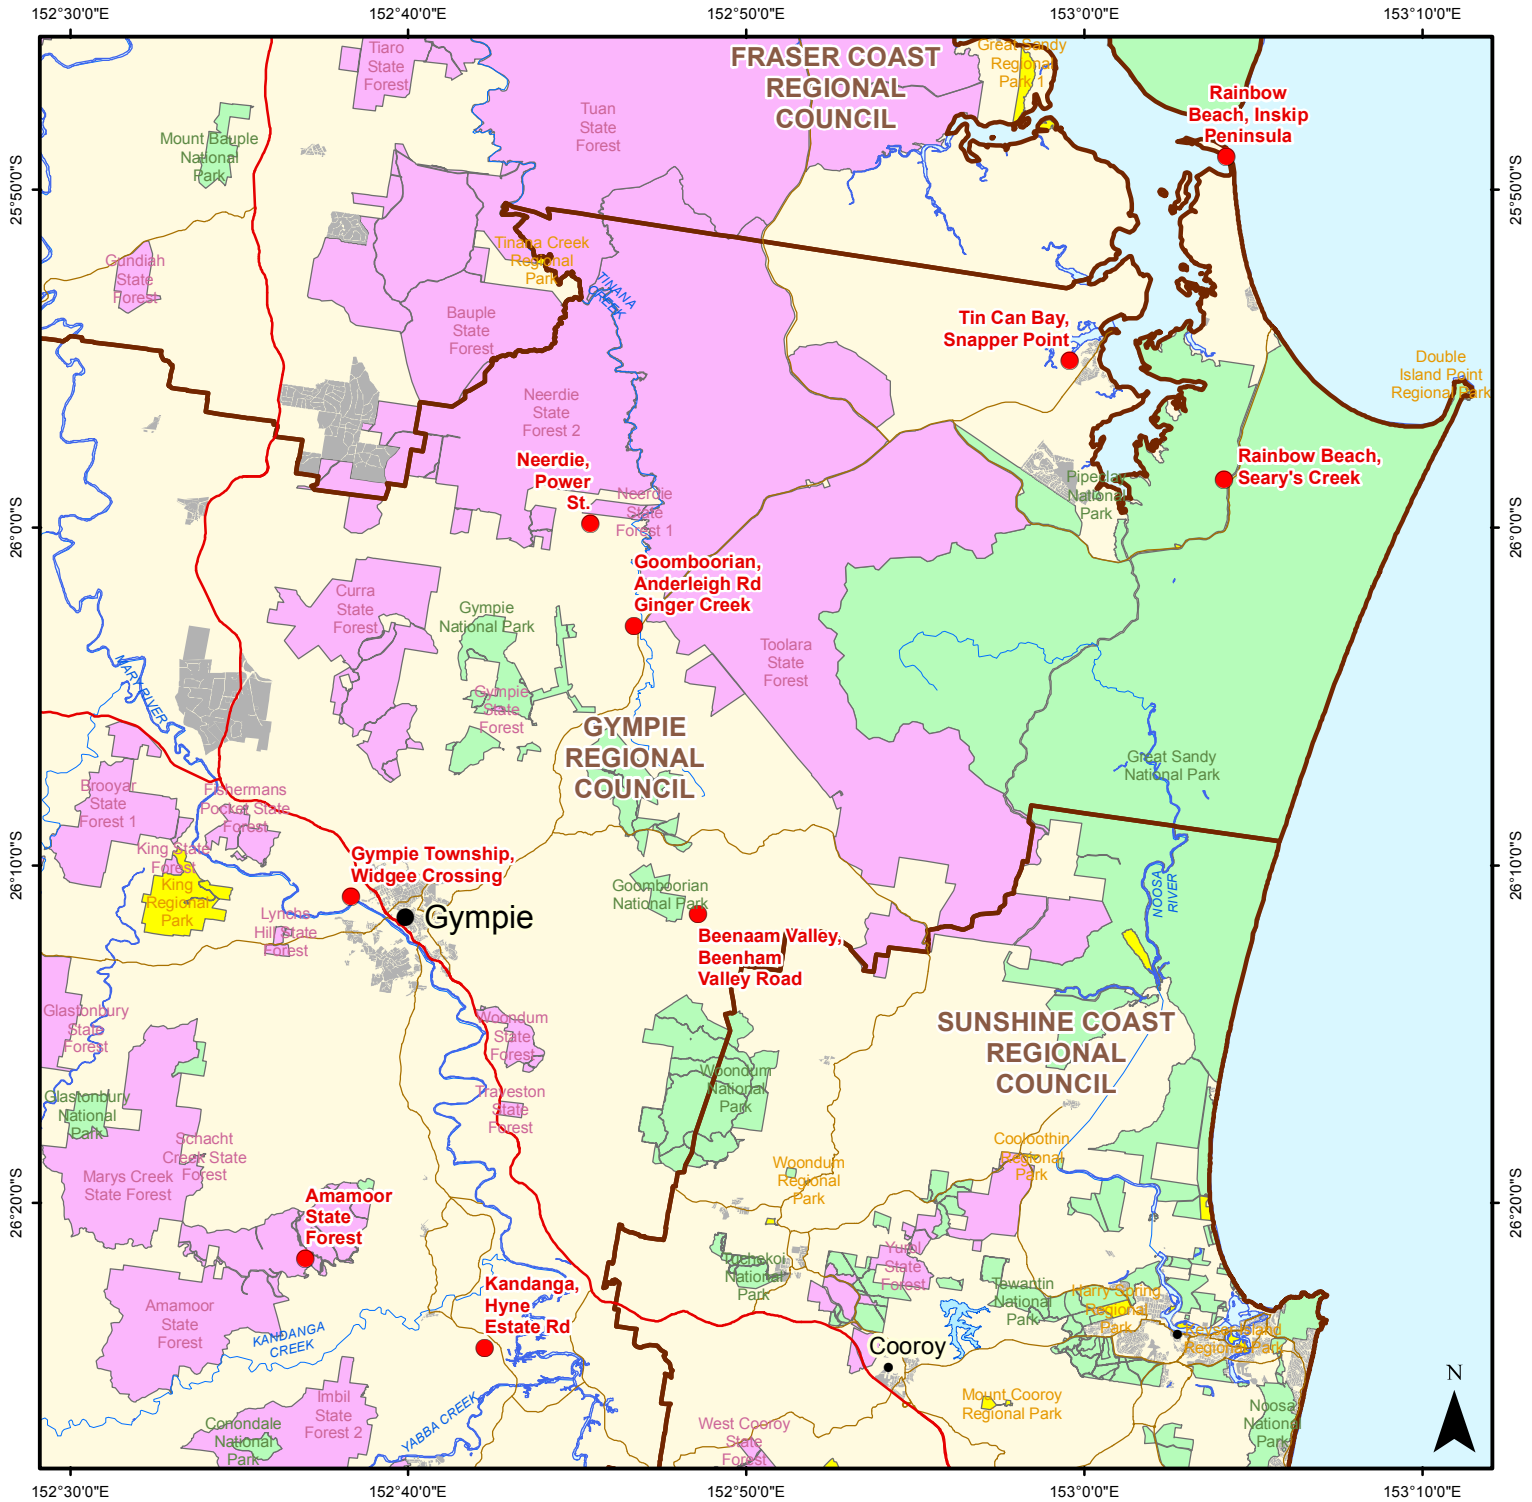 152°30'0"E
152°40'0"E
152°50'0"E
153°0'0"E
153°10'0"E
25°50'0"S
26°0'0"S
26°10'0"S
26°20'0"S
25°50'0"S
26°0'0"S
26°10'0"S
26°20'0"S
Tiaro
State
Forest
FRASER COAST
REGIONAL
COUNCIL
Great Sandy
Regional
Park 1
Rainbow
Beach, Inskip
Peninsula
Tuan
State
Forest
Mount Bauple
National
Park
Gundiah
State
Forest
Tinana Creek
Regional
Park
TINANA
CREEK
Bauple
State
Forest
Tin Can Bay,
Snapper Point
Double
Island Point
Regional Park
Neerdie
State
Forest 2
Neerdie,
Power
St.
Neerdie
State
Forest 1
Rainbow Beach,
Seary's Creek
Pipeclay
National
Park
Goomboorian,
Anderleigh Rd
Ginger Creek
Curra
State
Forest
Gympie
National Park
Toolara
State
Forest
MARY RIVER
Gympie
State
Forest
GYMPIE
REGIONAL
COUNCIL
Great Sandy
National Park
Brooyar
State
Forest 1
Fishermans
Pocket State
Forest
King State
Forest
King
Regional
Park
Gympie Township,
Widgee Crossing
Gympie
Lynchs
Hill State
Forest
Goomboorian
National Park
NOOSA
RIVER
Beenaam Valley,
Beenham
Valley Road
Glastonbury
State
Forest
Woondum
State
Forest
SUNSHINE COAST
REGIONAL
COUNCIL
Woondum
National
Park
Traveston
State
Forest
Glastonbury
National
Park
Schacht
Creek State
Forest
Marys Creek
State Forest
Cooloothin
Regional
Park
Woondum
Regional
Park
Amamoor
State
Forest
Yurol
State
Forest
Tuchekoi
National
Park
Tewantin
National
Park
Harry Spring
Regional
Park
Kandanga,
Hyne
Estate Rd
Amamoor
State
Forest
KANDANGA
CREEK
Regional Park
Cooroy
Imbil
State
Forest 2
Conondale
National
Park
YABBA CREEK
Mount Cooroy
Regional Park
West Cooroy
State
Forest
Noosa
National
Park
N
152°30'0"E
152°40'0"E
152°50'0"E
153°0'0"E
153°10'0"E